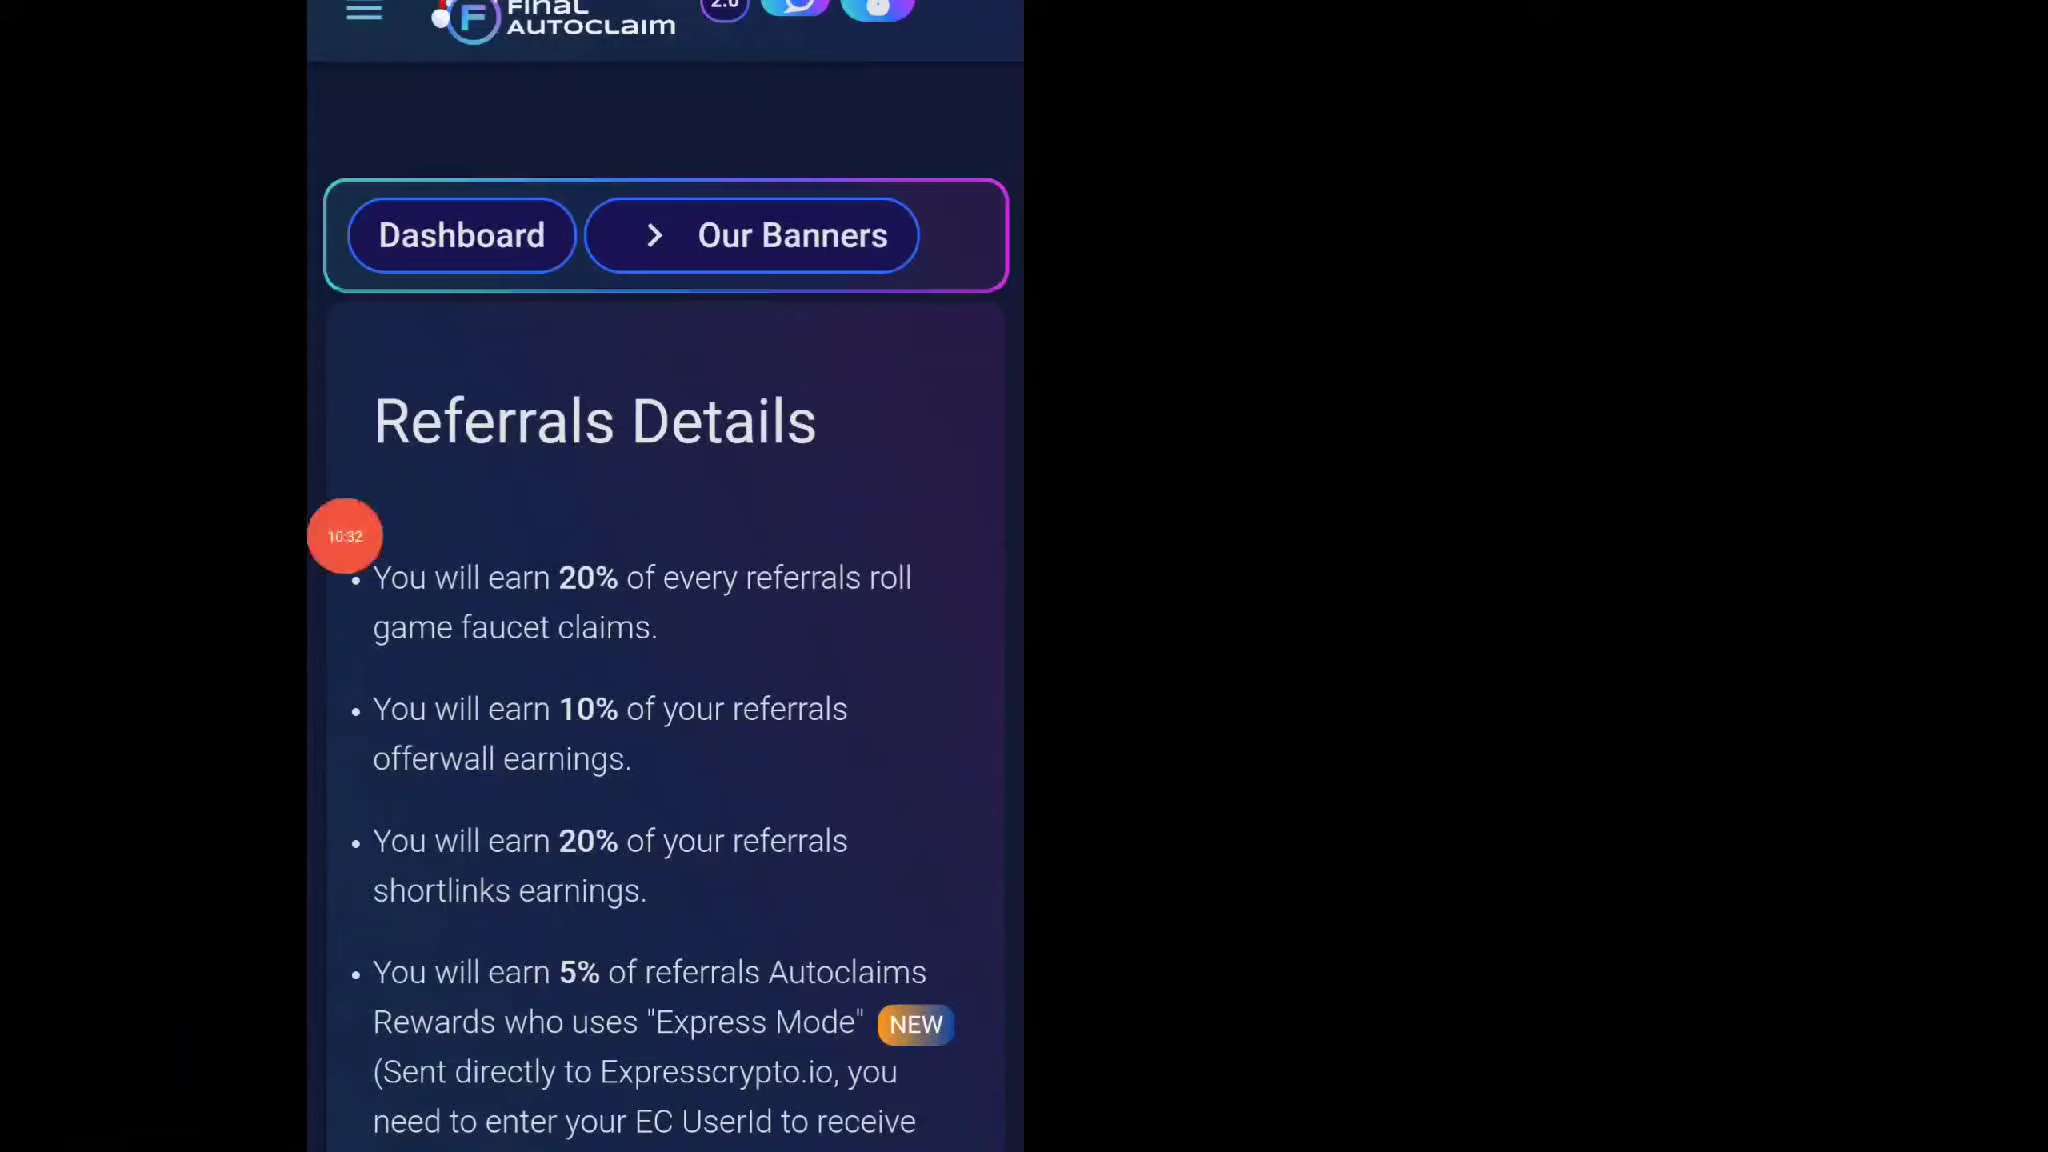 Final
AUTOCLAIM
2.0
Dashboard
Our Banners
Referrals Details
10:32
You will earn 20% of every referrals roll
game faucet claims.
You will earn 10% of your referrals
offerwall earnings.
You will earn 20% of your referrals
shortlinks earnings.
You will earn 5% of referrals Autoclaims
Rewards who uses "Express Mode" NEW
(Sent directly to Expresscrypto.io, you
need to enter your EC UserId to receive